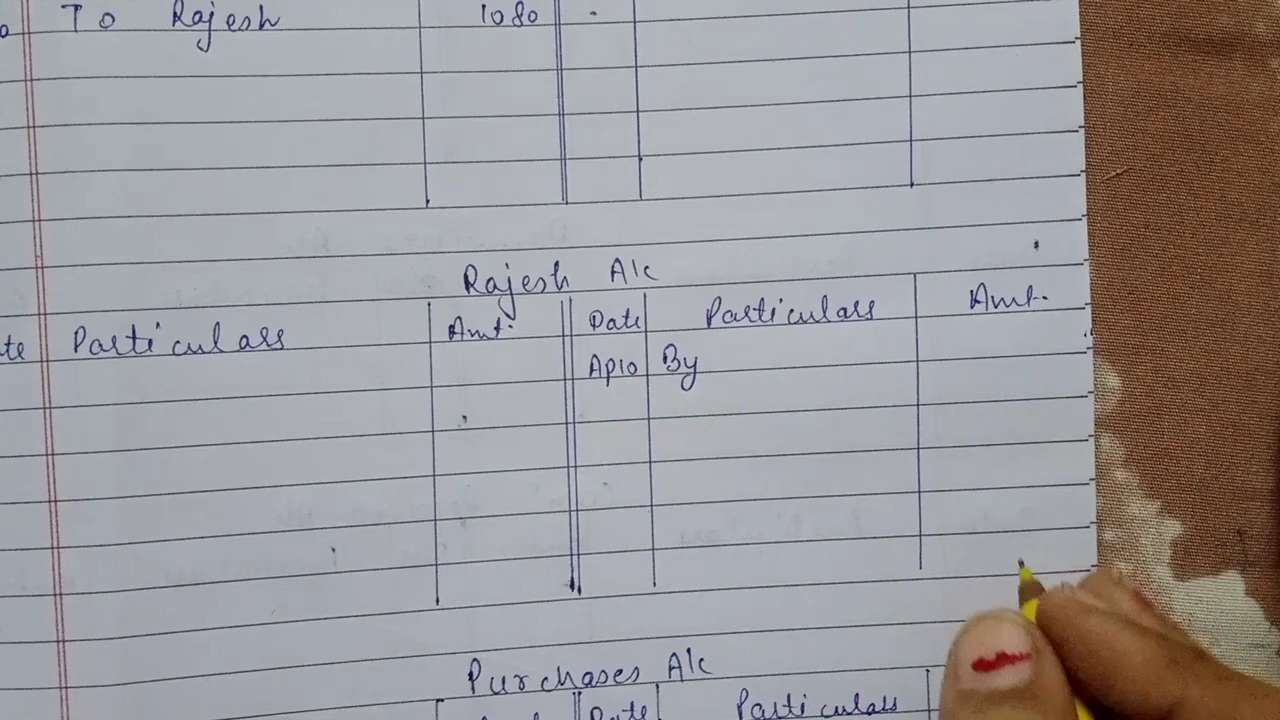 To Rajesh 1080
Rajesh A/c
Particulars Amt. Date Particulars Amt.
Ap10 By
Purchases A/c
Date Particulars